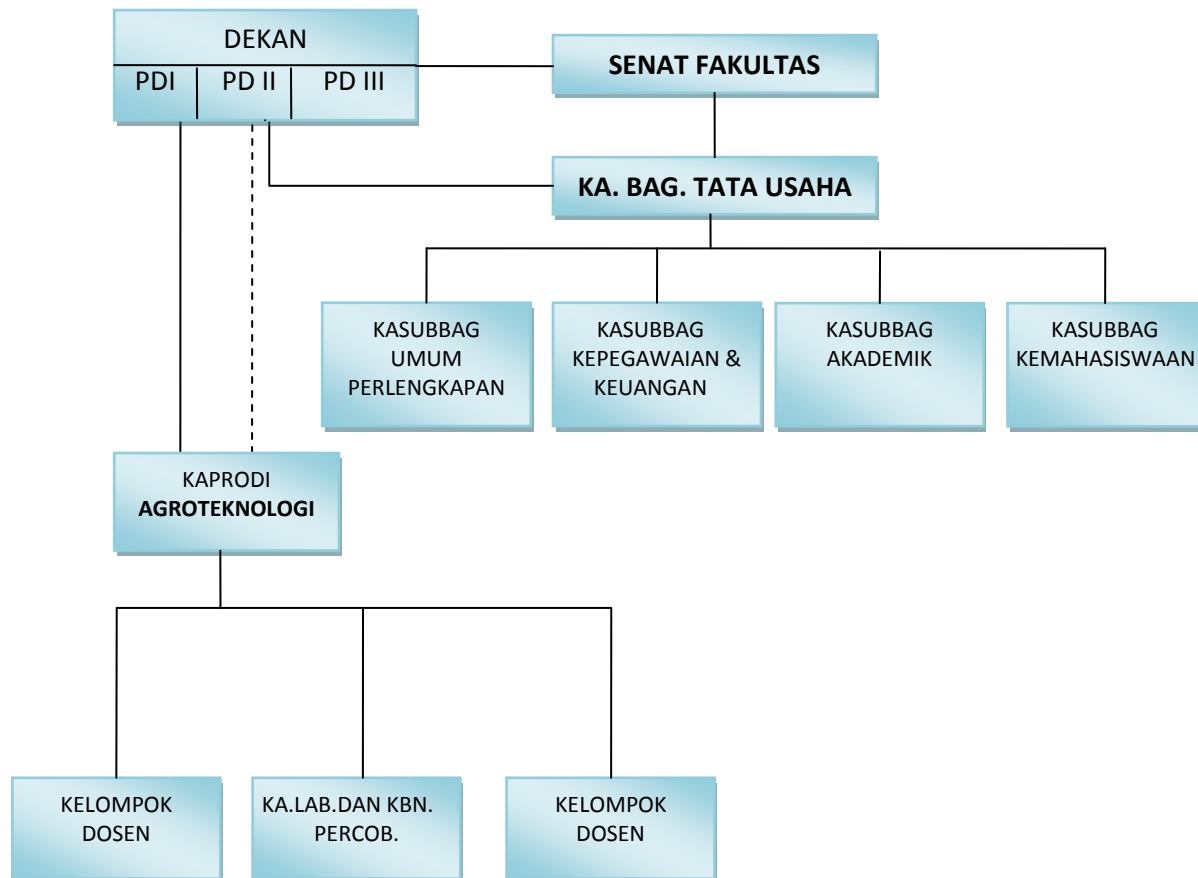 DEKAN
PDI PD II PD III
SENAT FAKULTAS
KA. BAG. TATA USAHA
KASUBBAG
UMUM
PERLENGKAPAN
KASUBBAG
KEPEGAWAIAN &
KEUANGAN
KASUBBAG
AKADEMIK
KASUBBAG
KEMAHASISWAAN
KAPRODI
AGROTEKNOLOGI
KELOMPOK
DOSEN
KA.LAB.DAN KBN.
PERCOB.
KELOMPOK
DOSEN